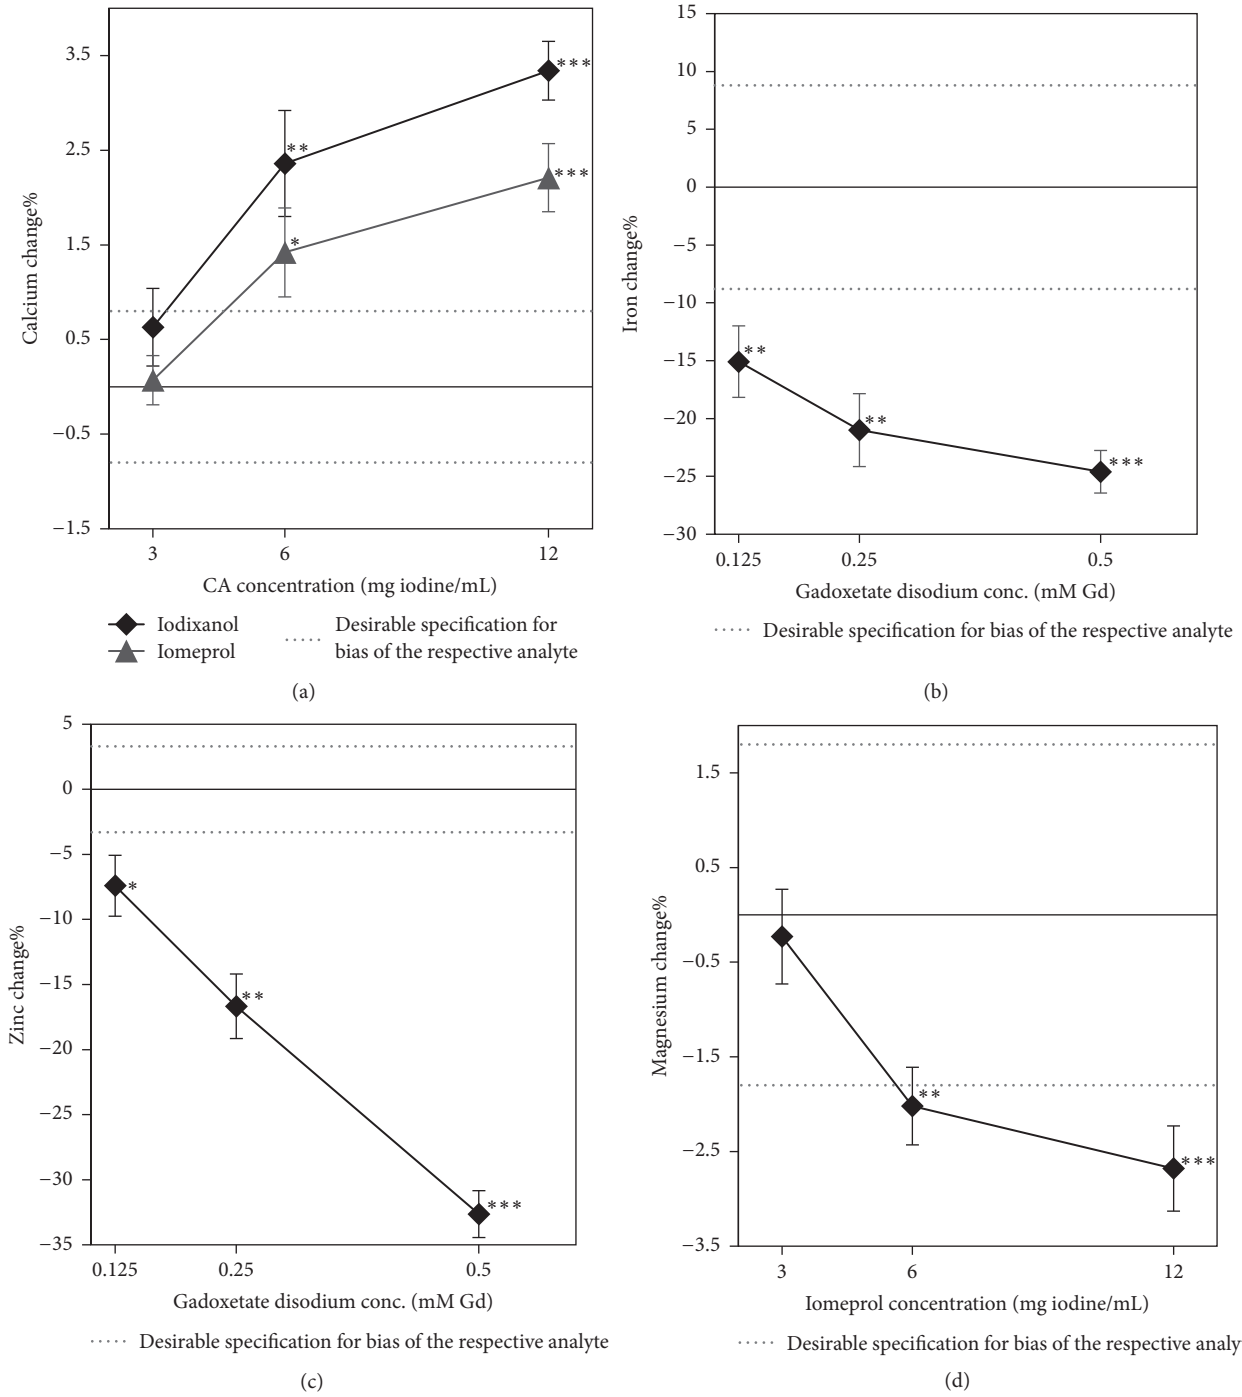 3.5
2.5
1.5
0.5
−0.5
−1.5
Calcium change%
***
**
***
*
3 6 12
CA concentration (mg iodine/mL)
Iodixanol
Iomeprol
Desirable specification for
bias of the respective analyte
(a)
15
10
5
0
−5
−10
−15
−20
−25
−30
Iron change%
**
**
***
0.125 0.25 0.5
Gadoxetate disodium conc. (mM Gd)
Desirable specification for bias of the respective analyte
(b)
5
0
−5
−10
−15
−20
−25
−30
−35
Zinc change%
*
**
***
0.125 0.25 0.5
Gadoxetate disodium conc. (mM Gd)
Desirable specification for bias of the respective analyte
(c)
1.5
0.5
−0.5
−1.5
−2.5
−3.5
Magnesium change%
**
***
3 6 12
Iomeprol concentration (mg iodine/mL)
Desirable specification for bias of the respective analy
(d)